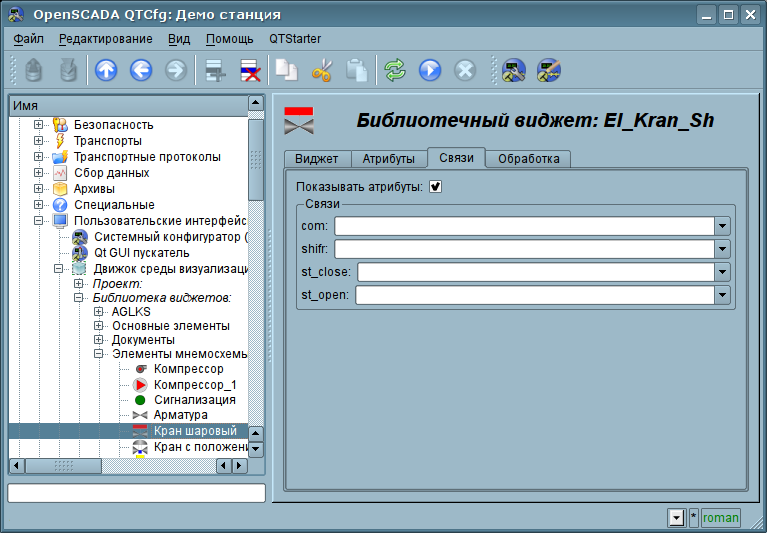 OpenSCADA QTCfg: Демо станция
Файл Редактирование Вид Помощь QTStarter
Имя
Безопасность
Транспорты
Транспортные протоколы
Сбор данных
Архивы
Специальные
Пользовательские интерфейс
Системный конфигуратор (
Qt GUI пускатель
Движок среды визуализаци
Проект:
Библиотека виджетов:
AGLKS
Основные элементы
Документы
Элементы мнемосхемы
Компрессор
Компрессор_1
Сигнализация
Арматура
Кран шаровый
Кран с положени
Библиотечный виджет: El_Kran_Sh
Виджет Атрибуты Связи Обработка
Показывать атрибуты:
Связи
com:
shifr:
st_close:
st_open:
* roman